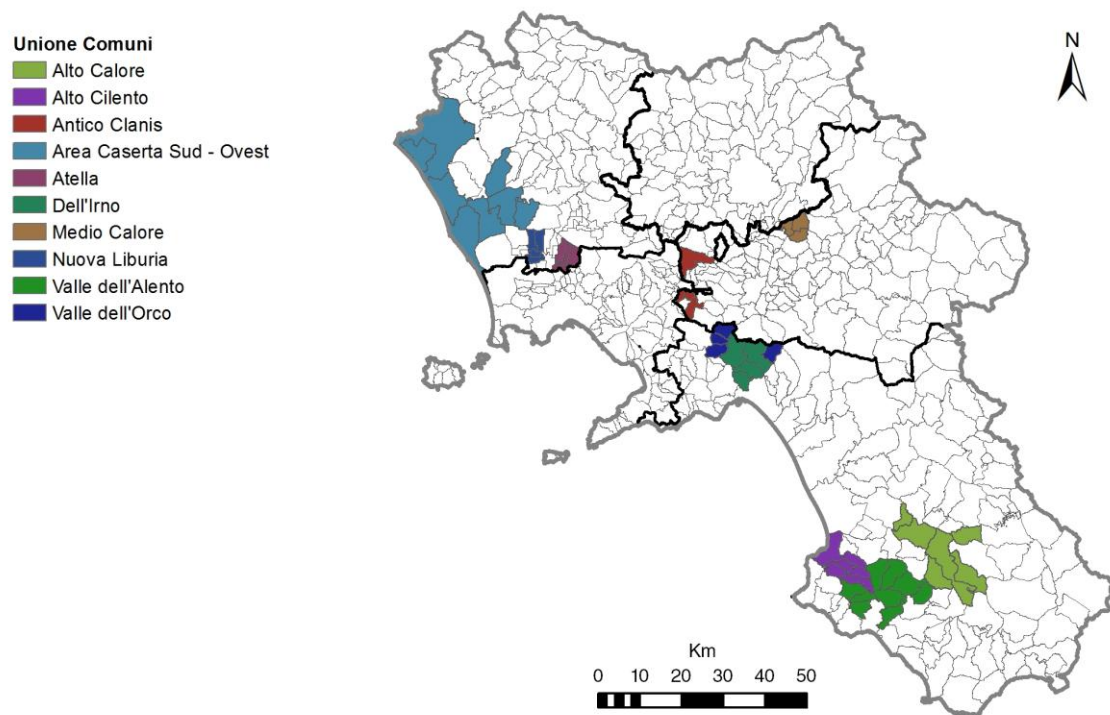 Unione Comuni
Alto Calore
Alto Cilento
Antico Clanis
Area Caserta Sud - Ovest
Atella
Dell'Irno
Medio Calore
Nuova Liburia
Valle dell'Alento
Valle dell'Orco
N
Km
0 10 20 30 40 50